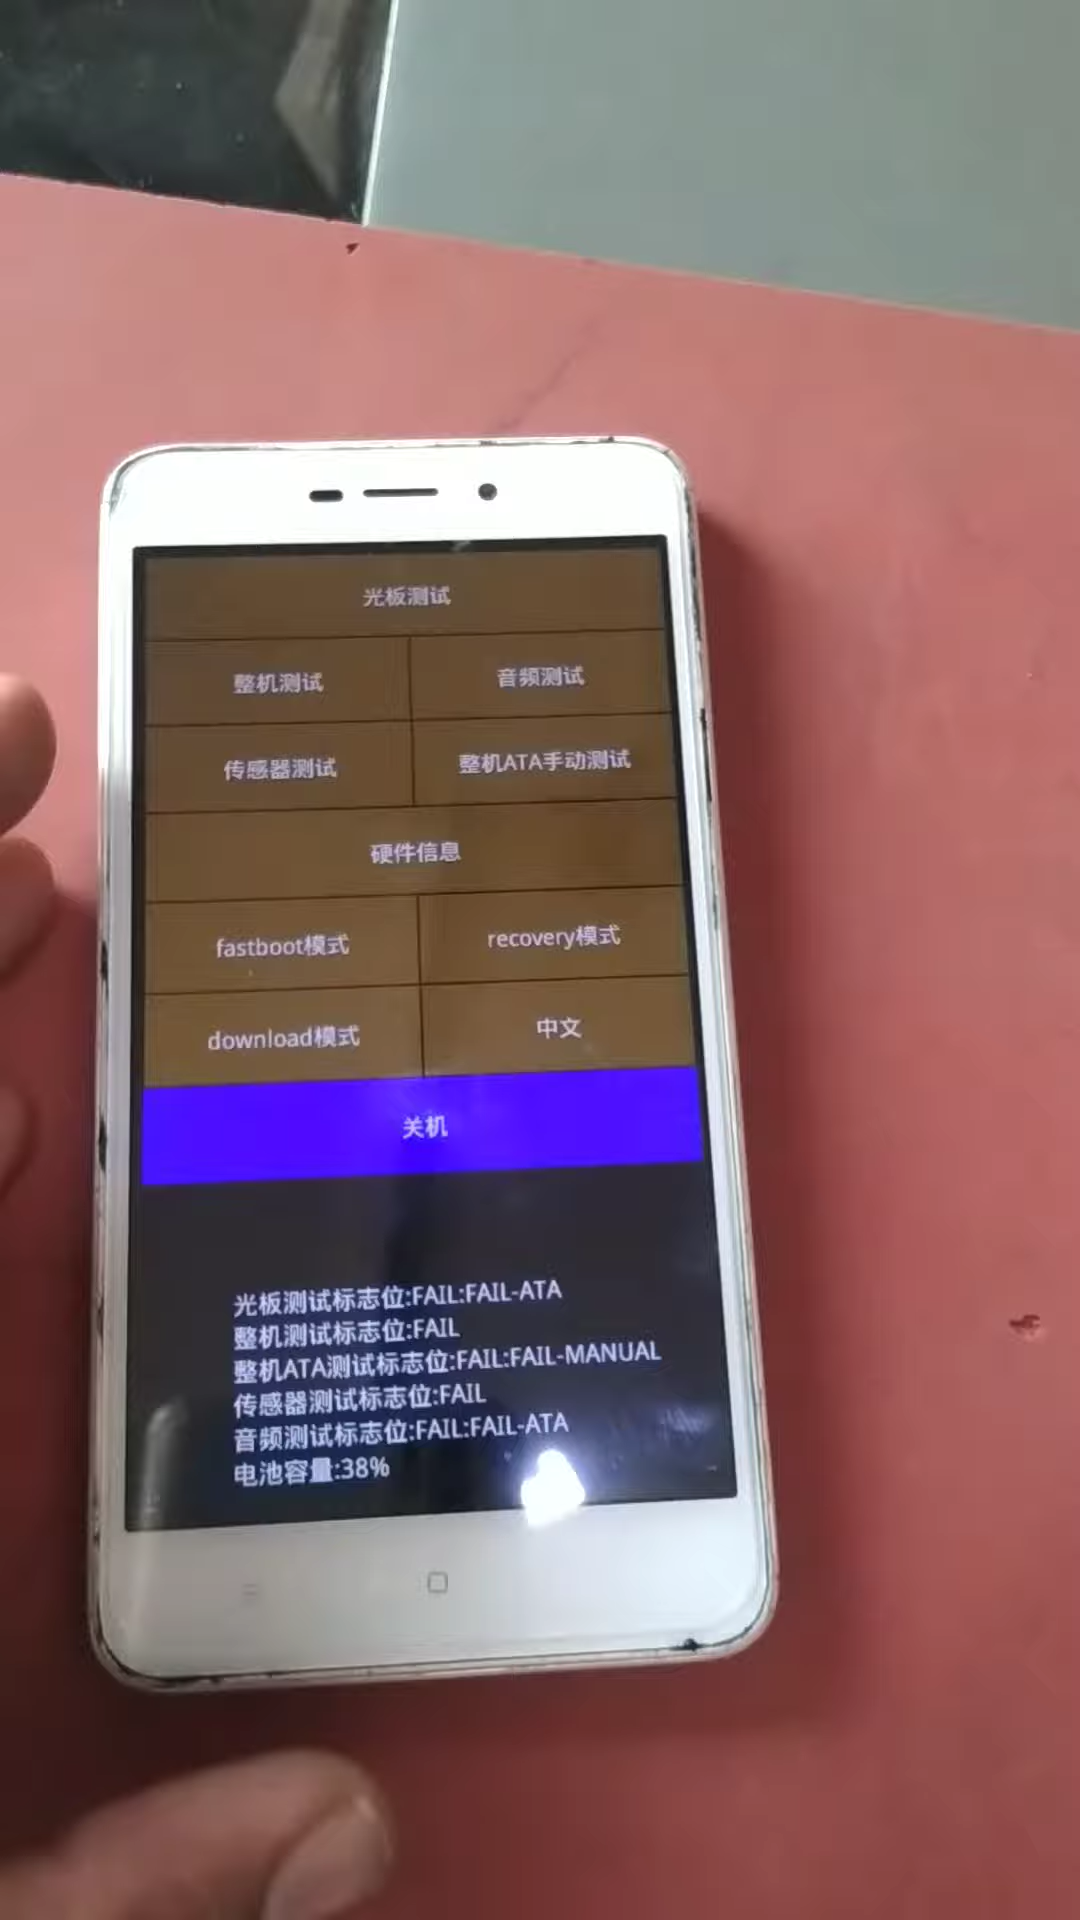 光板测试
整机测试 音频测试
传感器测试 整机ATA手动测试
硬件信息
fastboot模式 recovery模式
download模式 中文
关机
光板测试标志位:FAIL:FAIL-ATA
整机测试标志位:FAIL
整机ATA测试标志位:FAIL:FAIL-MANUAL
传感器测试标志位:FAIL
音频测试标志位:FAIL:FAIL-ATA
电池容量:38%